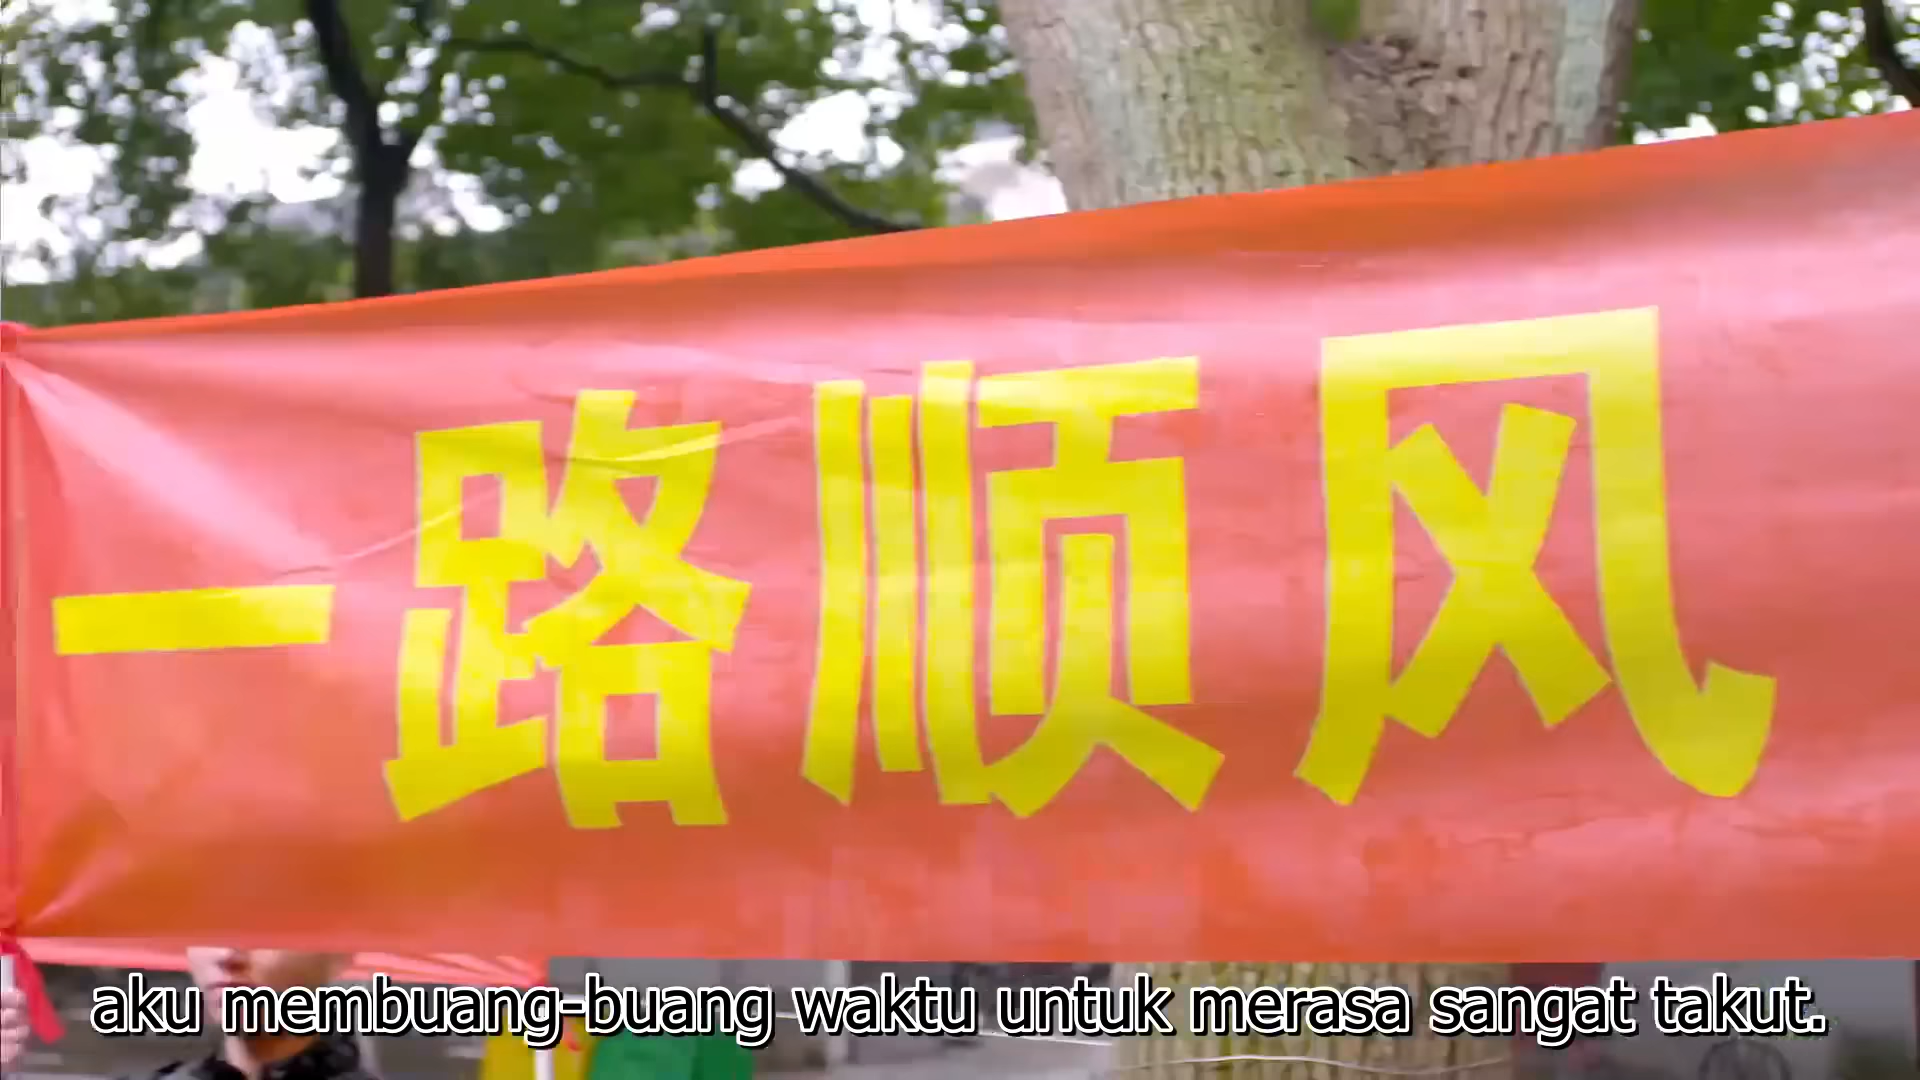 一路顺风
aku membuang-buang waktu untuk merasa sangat takut.